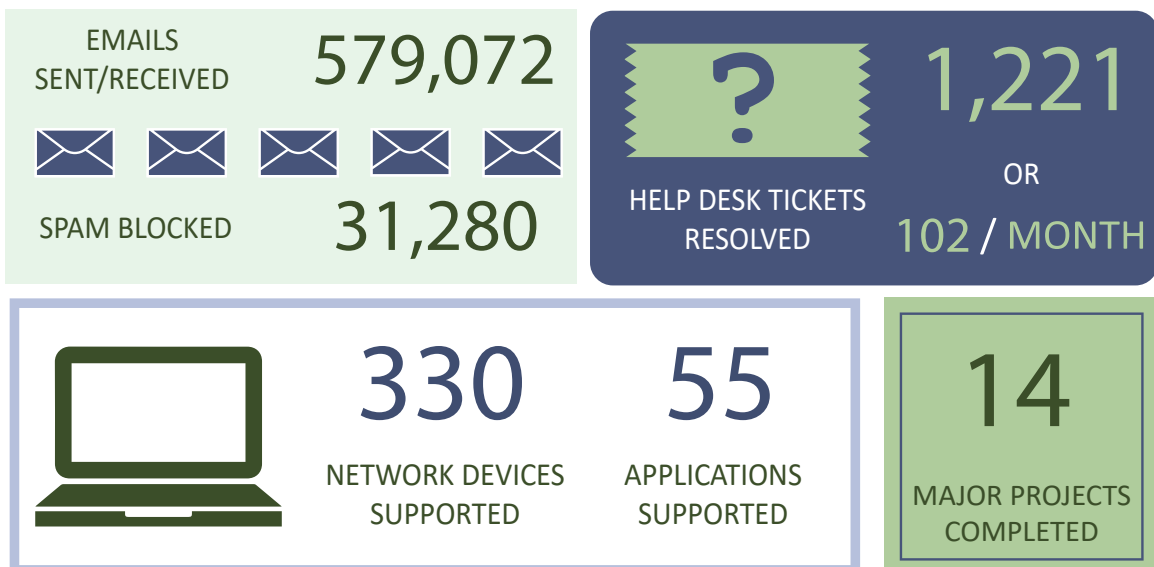 EMAILS
SENT/RECEIVED
579,072
SPAM BLOCKED
31,280
?
HELP DESK TICKETS
RESOLVED
1,221
OR
102 / MONTH
330
NETWORK DEVICES
SUPPORTED
55
APPLICATIONS
SUPPORTED
14
MAJOR PROJECTS
COMPLETED